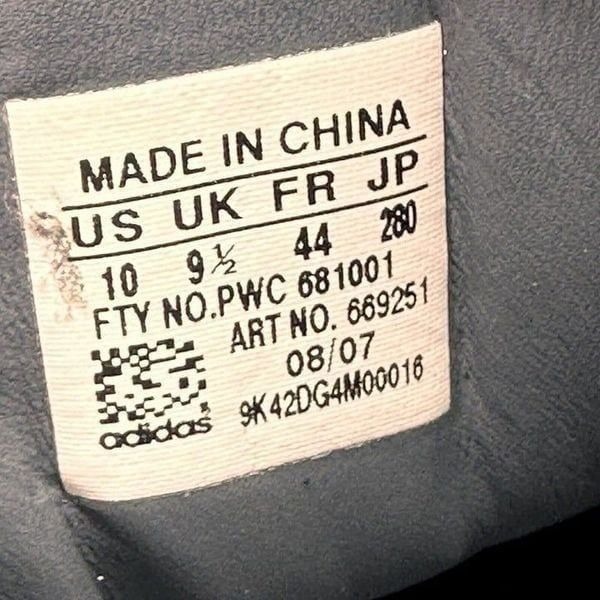 MADE IN CHINA
US UK FR JP
10 9½ 44 280
FTY NO.PWC 681001
ART NO. 669251
08/07
9K42DG4M00016
adidas